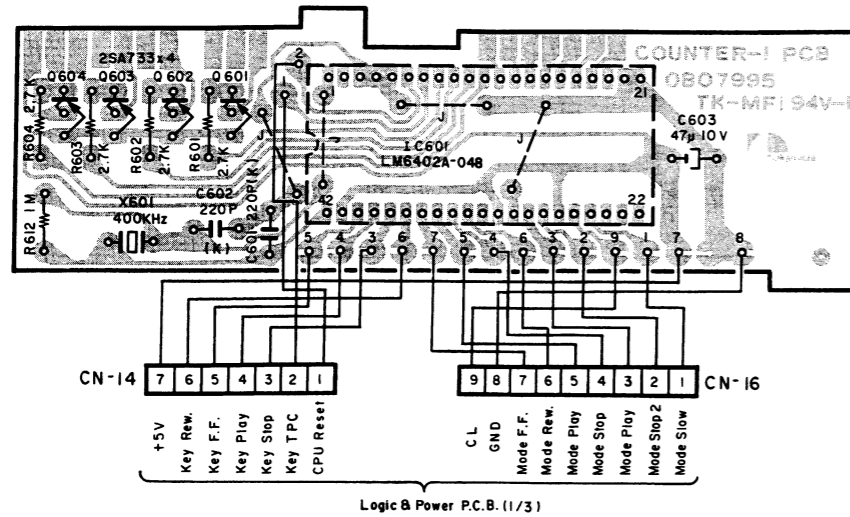 2SA733x4
Q604 Q603 Q602 Q601
R604 2.7K
R603 2.7K
R602 2.7K
R601 2.7K
R612 1M
X601
400KHz
C602
220P
(K)
C601 220P(K)
2
1
1
21
42
22
J
J
J
J
J
IC601
LM6402A-048
COUNTER-1 PCB
0807995
TK-MF1 94V-
C603
47μ 10V
5 4 3 6 7 5 4 6 3 2 9 1 7 8
CN-14
7 6 5 4 3 2 1
+5V
Key Rew.
Key F.F.
Key Play
Key Stop
Key TPC
CPU Reset
9 8 7 6 5 4 3 2 1
CN-16
CL
GND
Mode F.F.
Mode Rew.
Mode Play
Mode Stop
Mode Play
Mode Stop2
Mode Slow
Logic & Power P.C.B. (1/3)